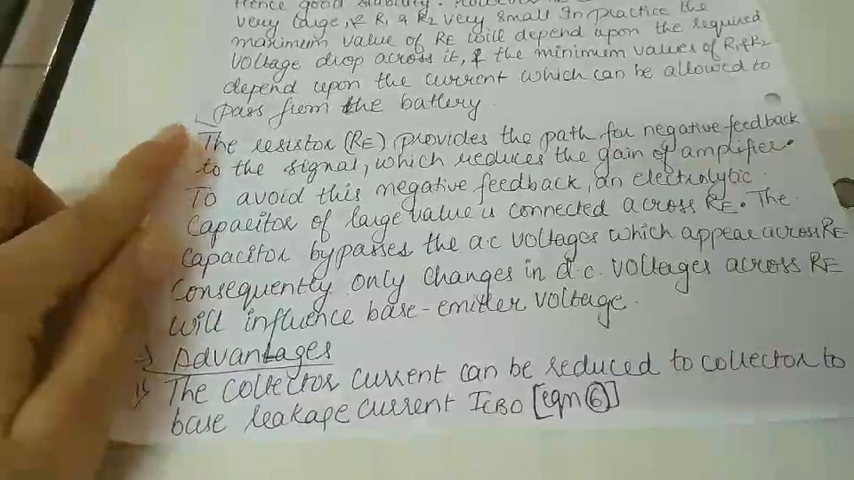 Hence good stability. However
very large, & R1 & R2 very small In practice the
maximum value of RE will depend upon the required
voltage drop across it, & the minimum values of R1 & R2
depend upon the current which can be allowed to
pass from the battery.
The resistor (RE) provides the path for negative feedback
to the signal, which reduces the gain of amplifier.
To avoid this negative feedback, an electrolytic
capacitor of large value is connected across RE. The
capacitor bypasses the a.c voltages which appear across RE
Consequently only changes in d.c. voltages across RE
will influence base-emitter voltage.
→ Advantages
1) The collector current can be reduced to collector to
base leakage current ICBO [eqn ⑥]